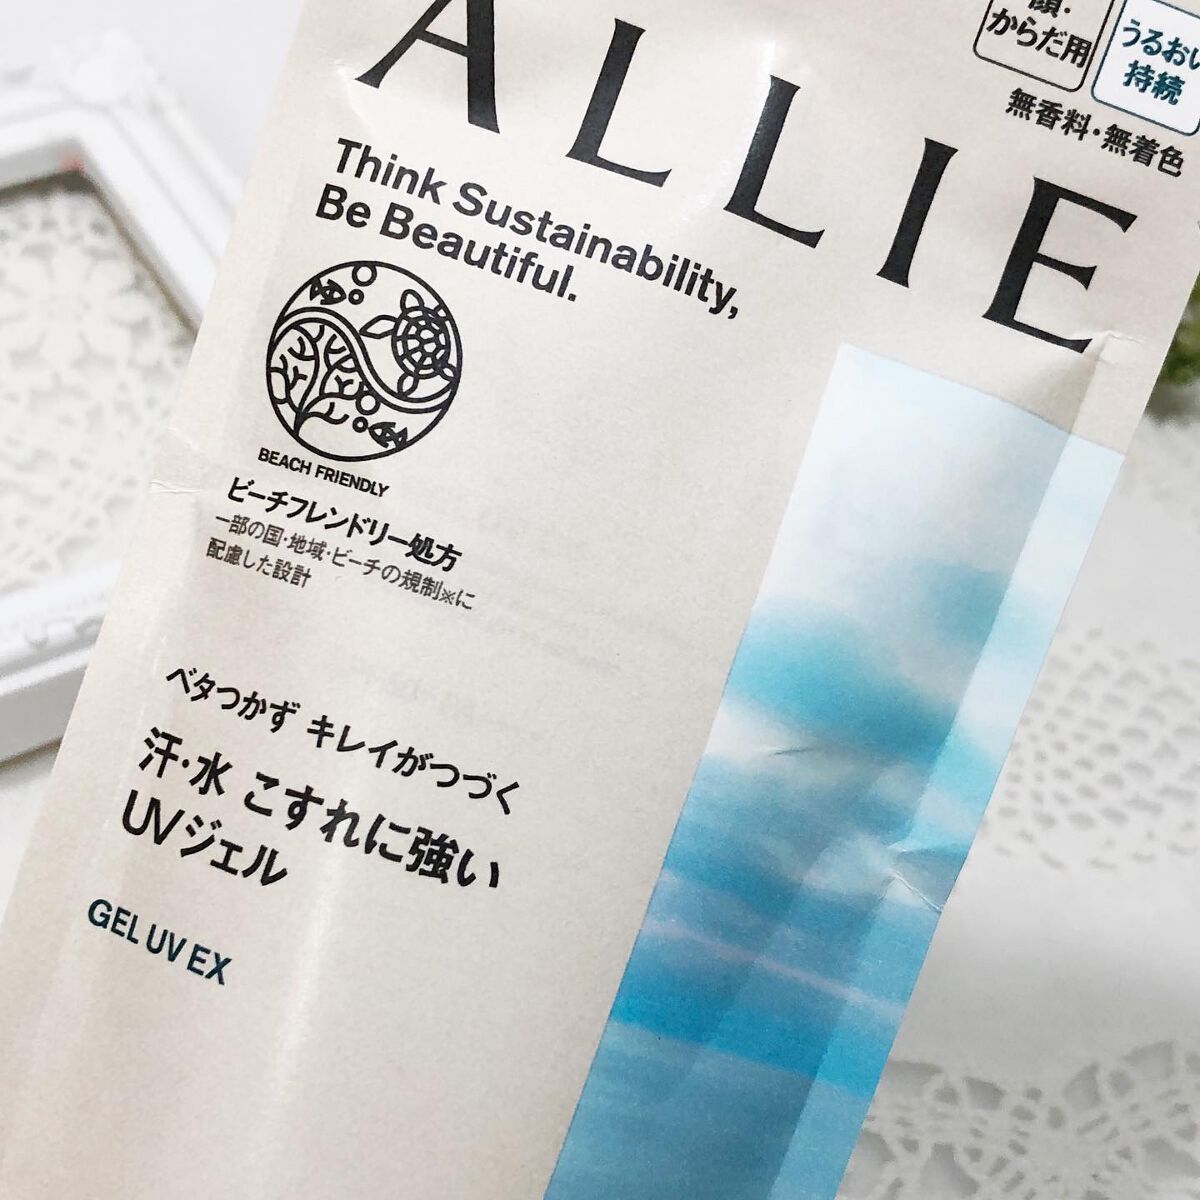 ALLIE
顔・
からだ用
うるおい
持続
無香料・無着色
Think Sustainability,
Be Beautiful.
BEACH FRIENDLY
ビーチフレンドリー処方
一部の国・地域・ビーチの規制※に
配慮した設計
ベタつかず キレイがつづく
汗・水 こすれに強い
UVジェル
GEL UV EX